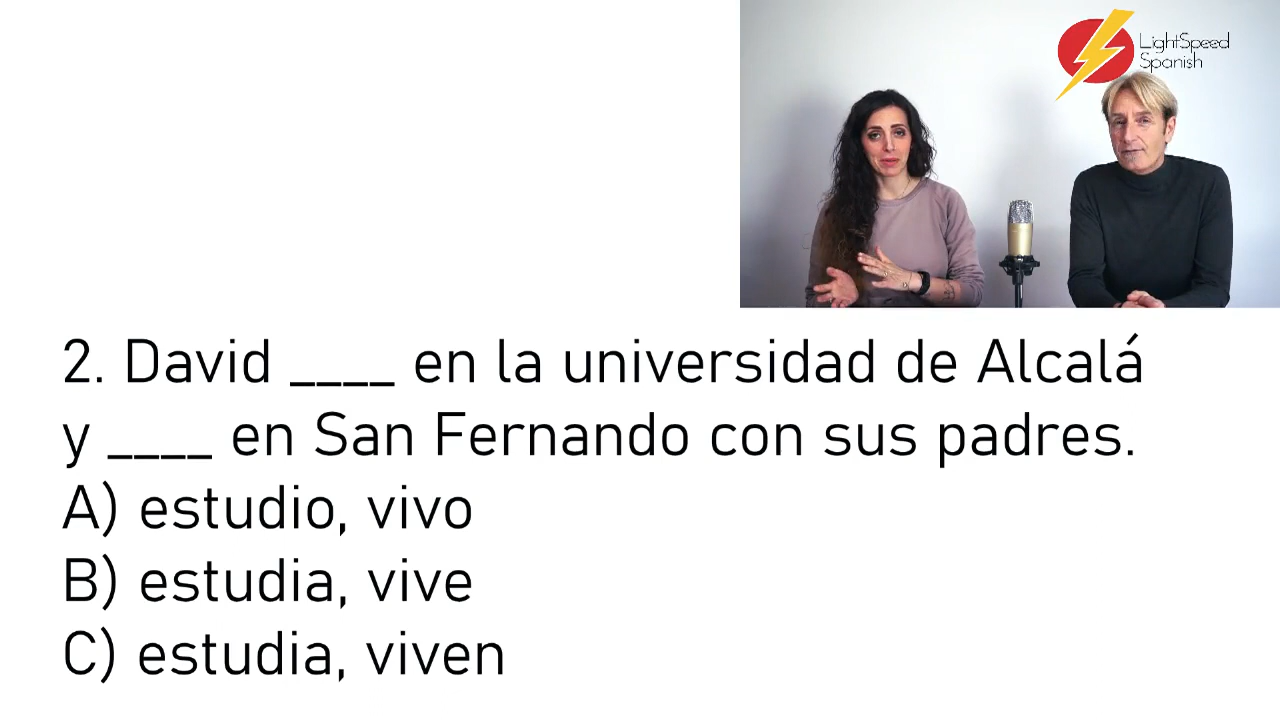 LightSpeed
Spanish
2. David ____ en la universidad de Alcalá
y ____ en San Fernando con sus padres.
A) estudio, vivo
B) estudia, vive
C) estudia, viven